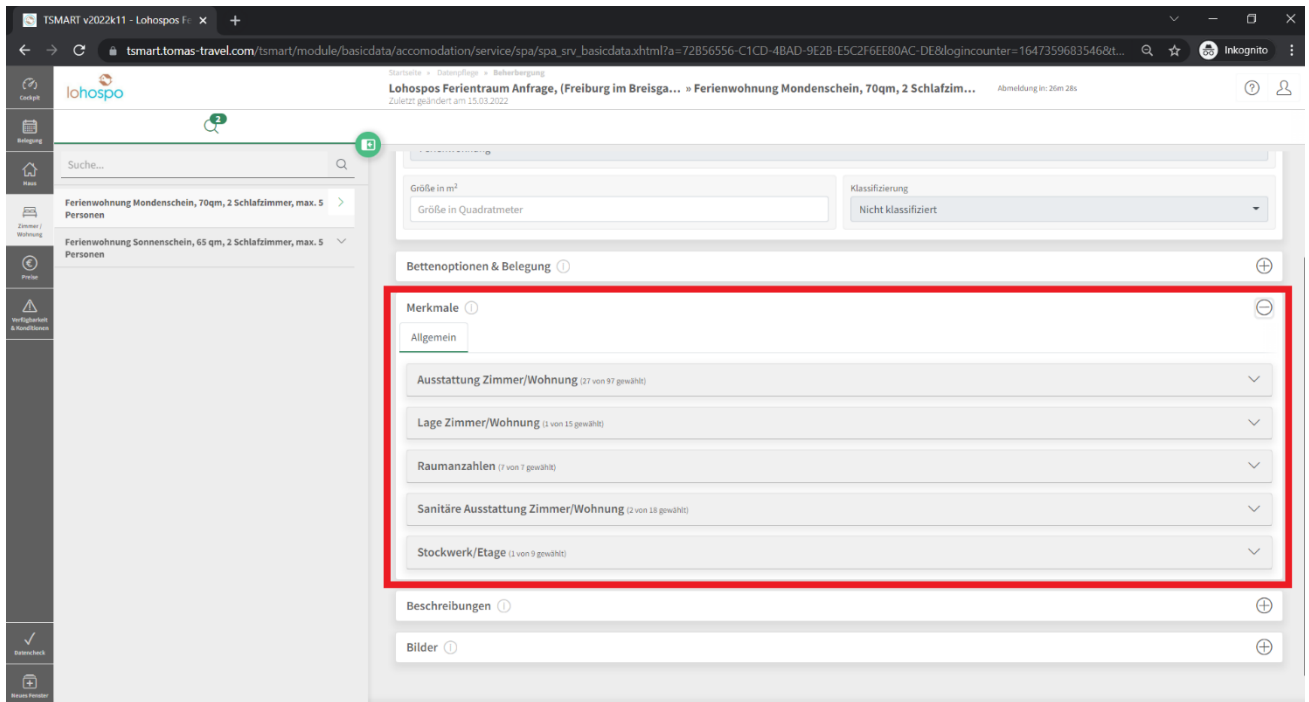 TSMART v2022k11 - Lohospos Fe
tsmart.tomas-travel.com/tsmart/module/basicdata/accomodation/service/spa/spa_srv_basicdata.xhtml?a=72B56556-C1CD-4BAD-9E2B-E5C2F6EE80AC-DE&logincounter=1647359683546&t...
Inkognito
Cockpit
lohospo
Startseite » Datenpflege » Beherbergung
Lohospos Ferientraum Anfrage, (Freiburg im Breisga... » Ferienwohnung Mondenschein, 70qm, 2 Schlafzim...
Abmeldung in: 26m 28s
Zuletzt geändert am 15.03.2022
2
Belegung
Suche...
Haus
Größe in m²
Klassifizierung
Ferienwohnung Mondenschein, 70qm, 2 Schlafzimmer, max. 5
Personen
Größe in Quadratmeter
Nicht klassifiziert
Zimmer /
Wohnung
Ferienwohnung Sonnenschein, 65 qm, 2 Schlafzimmer, max. 5
Personen
Preise
Bettenoptionen & Belegung
Verfügbarkeit
& Konditionen
Merkmale
Allgemein
Ausstattung Zimmer/Wohnung (27 von 97 gewählt)
Lage Zimmer/Wohnung (1 von 15 gewählt)
Raumanzahlen (7 von 7 gewählt)
Sanitäre Ausstattung Zimmer/Wohnung (2 von 18 gewählt)
Stockwerk/Etage (1 von 9 gewählt)
Beschreibungen
Bilder
Datencheck
Neues Fenster